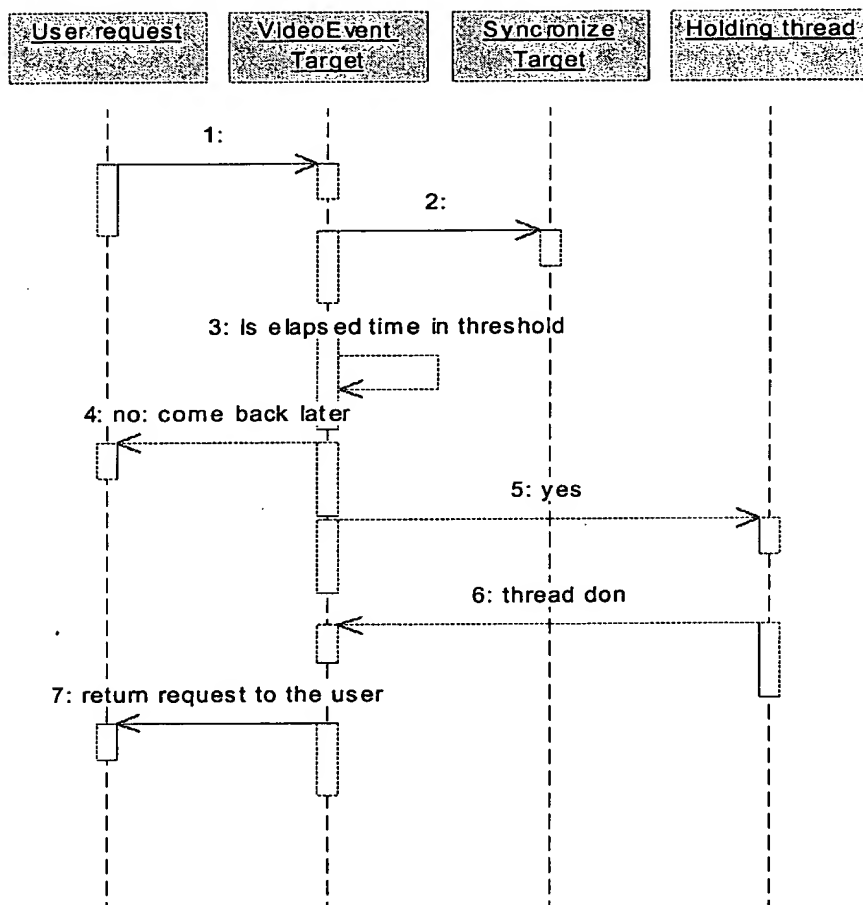 User request
VideoEvent
Target
Syncronize
Target
Holding thread
1:
2:
3: Is elapsed time in threshold
4: no: come back later
5: yes
6: thread don
7: return request to the user